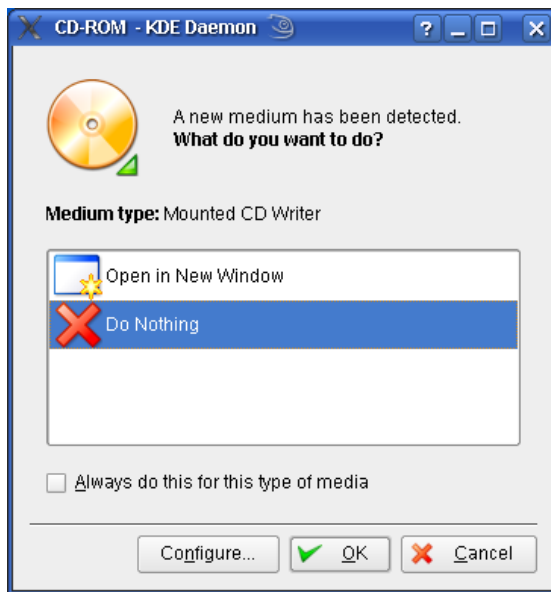 CD-ROM - KDE Daemon
?
A new medium has been detected.
What do you want to do?
Medium type: Mounted CD Writer
Open in New Window
Do Nothing
Always do this for this type of media
Configure... OK Cancel